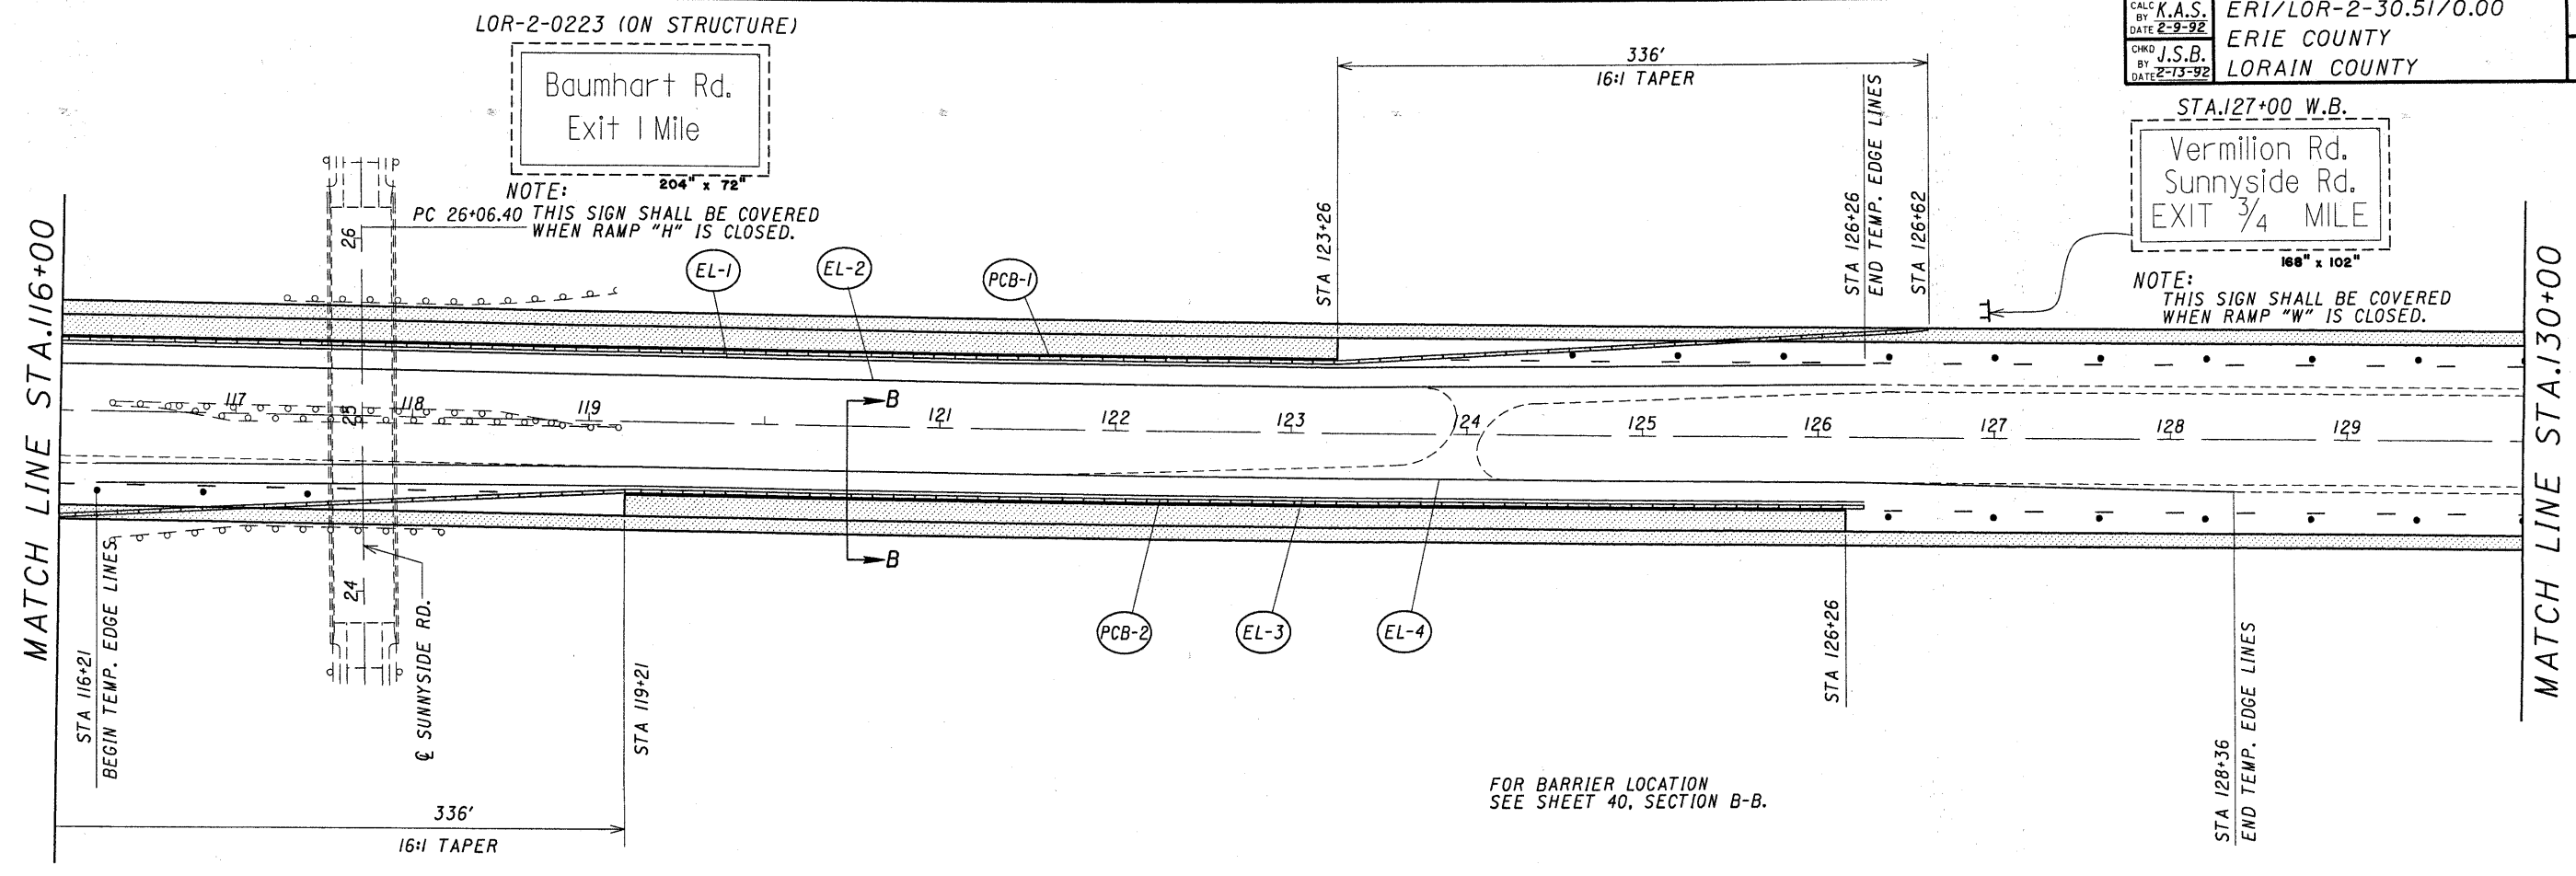 LOR-2-0223 (ON STRUCTURE)
Baumhart Rd.
Exit 1 Mile
204" x 72"
NOTE:
THIS SIGN SHALL BE COVERED
WHEN RAMP "H" IS CLOSED.
PC 26+06.40
CALC BY K.A.S.
DATE 2-9-92
CHKD BY J.S.B.
DATE 2-13-92
ERI/LOR-2-30.51/0.00
ERIE COUNTY
LORAIN COUNTY
336'
16:1 TAPER
STA 123+26
STA 126+26
END TEMP. EDGE LINES
STA 126+62
STA.127+00 W.B.
Vermilion Rd.
Sunnyside Rd.
EXIT 3/4 MILE
168" x 102"
NOTE:
THIS SIGN SHALL BE COVERED
WHEN RAMP "W" IS CLOSED.
MATCH LINE STA.116+00
MATCH LINE STA.130+00
EL-1
EL-2
PCB-1
26
25
24
117
118
119
B
121
122
123
124
125
126
127
128
129
B
PCB-2
EL-3
EL-4
STA 116+21
BEGIN TEMP. EDGE LINES
℄ SUNNYSIDE RD.
STA 119+21
STA 126+26
STA 128+36
END TEMP. EDGE LINES
336'
16:1 TAPER
FOR BARRIER LOCATION
SEE SHEET 40, SECTION B-B.